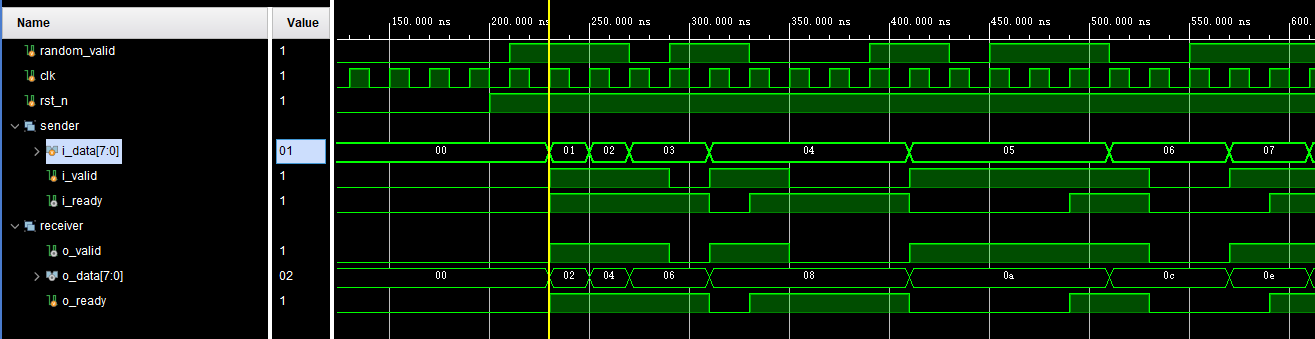 Name Value 150.000 ns 200.000 ns 250.000 ns 300.000 ns 350.000 ns 400.000 ns 450.000 ns 500.000 ns 550.000 ns 600.
random_valid 1
clk 1
rst_n 1
sender
i_data[7:0] 01 00 01 02 03 04 05 06 07
i_valid 1
i_ready 1
receiver
o_valid 1
o_data[7:0] 02 00 02 04 06 08 0a 0c 0e
o_ready 1